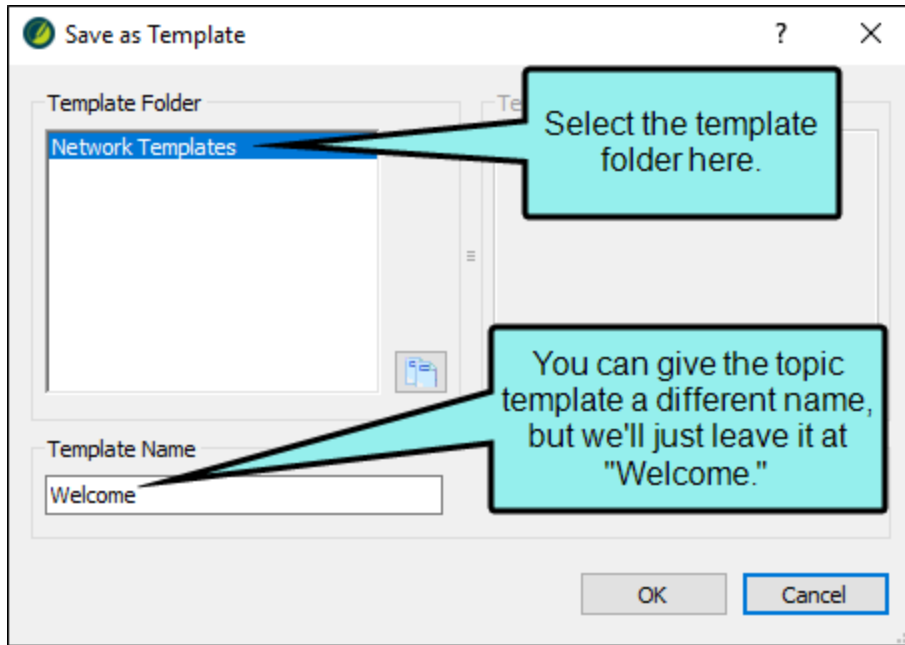 Save as Template
?
Template Folder
Te
Network Templates
Select the template
folder here.
You can give the topic
template a different name,
but we'll just leave it at
"Welcome."
Template Name
Welcome
OK
Cancel